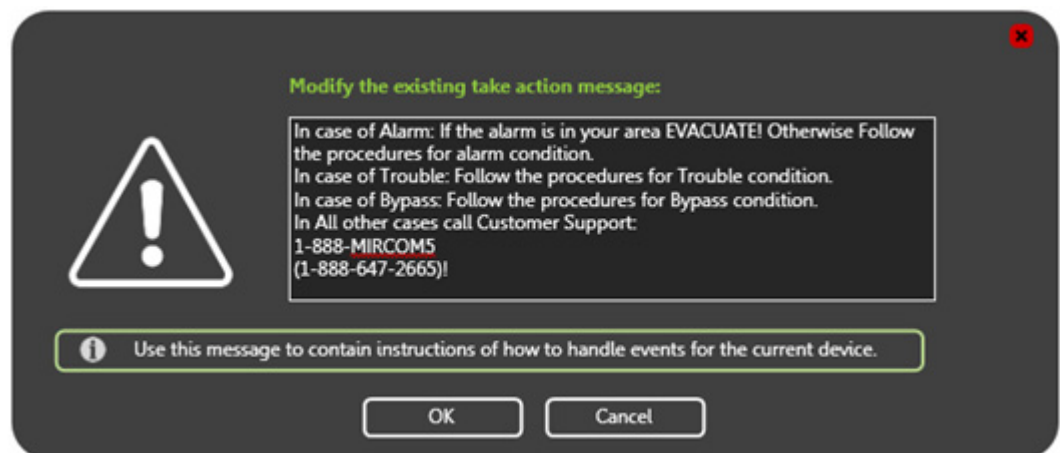 Modify the existing take action message:
In case of Alarm: If the alarm is in your area EVACUATE! Otherwise Follow
the procedures for alarm condition.
In case of Trouble: Follow the procedures for Trouble condition.
In case of Bypass: Follow the procedures for Bypass condition.
In All other cases call Customer Support:
1-888-MIRCOM5
(1-888-647-2665)!
Use this message to contain instructions of how to handle events for the current device.
OK
Cancel